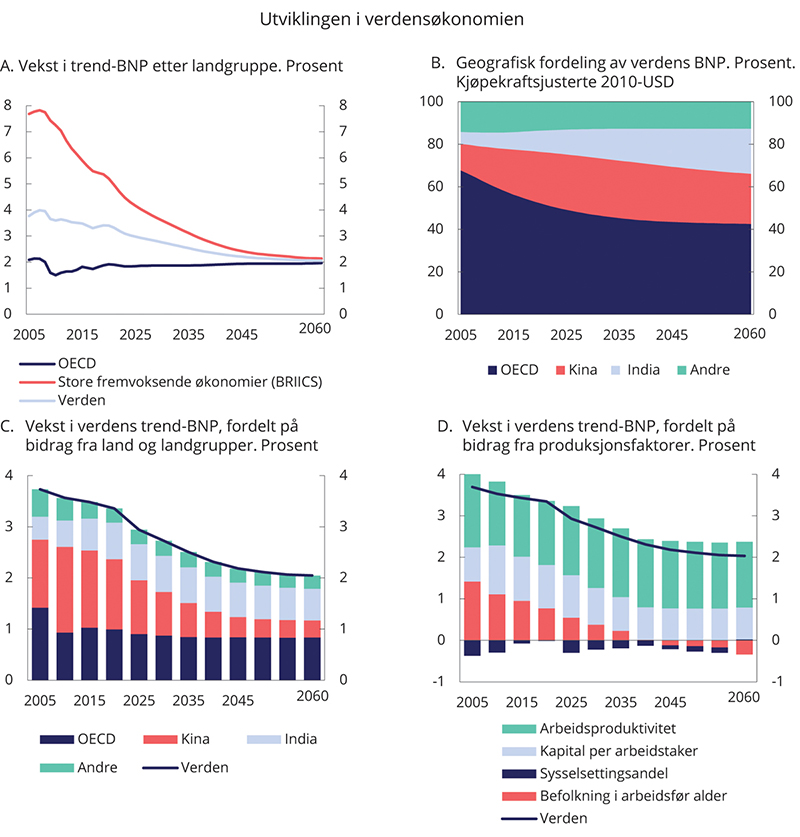 Utviklingen i verdensøkonomien
A. Vekst i trend-BNP etter landgruppe. Prosent
8 8
7 7
6 6
5 5
4 4
3 3
2 2
1 1
0 0
2005 2015 2025 2035 2045 2060
OECD
Store fremvoksende økonomier (BRIICS)
Verden
B. Geografisk fordeling av verdens BNP. Prosent.
Kjøpekraftsjusterte 2010-USD
100 100
80 80
60 60
40 40
20 20
0 0
2005 2015 2025 2035 2045 2060
OECD Kina India Andre
C. Vekst i verdens trend-BNP, fordelt på
bidrag fra land og landgrupper. Prosent
4 4
3 3
2 2
1 1
0 0
2005 2015 2025 2035 2045 2060
OECD Kina India
Andre Verden
D. Vekst i verdens trend-BNP, fordelt på
bidrag fra produksjonsfaktorer. Prosent
4 4
3 3
2 2
1 1
0 0
-1 -1
2005 2015 2025 2035 2045 2060
Arbeidsproduktivitet
Kapital per arbeidstaker
Sysselsettingsandel
Befolkning i arbeidsfør alder
Verden